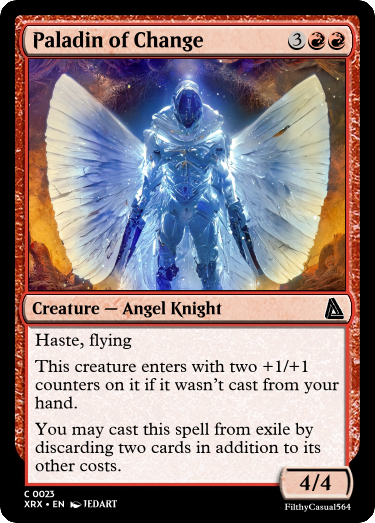 Paladin of Change 3
Creature — Angel Knight
Haste, flying
This creature enters with two +1/+1
counters on it if it wasn't cast from your
hand.
You may cast this spell from exile by
discarding two cards in addition to its
other costs.
4/4
C 0023
XRX • EN JEDART
FilthyCasual564